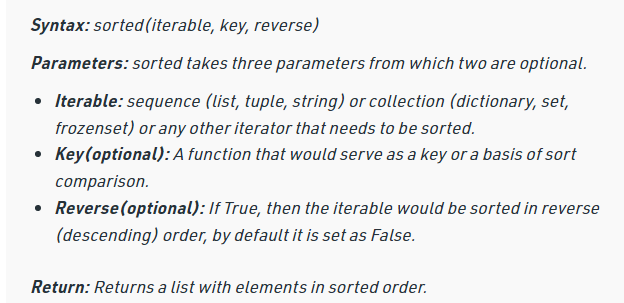 Syntax: sorted(iterable, key, reverse)
Parameters: sorted takes three parameters from which two are optional.
• Iterable: sequence (list, tuple, string) or collection (dictionary, set,
frozenset) or any other iterator that needs to be sorted.
• Key(optional): A function that would serve as a key or a basis of sort
comparison.
• Reverse(optional): If True, then the iterable would be sorted in reverse
(descending) order, by default it is set as False.
Return: Returns a list with elements in sorted order.